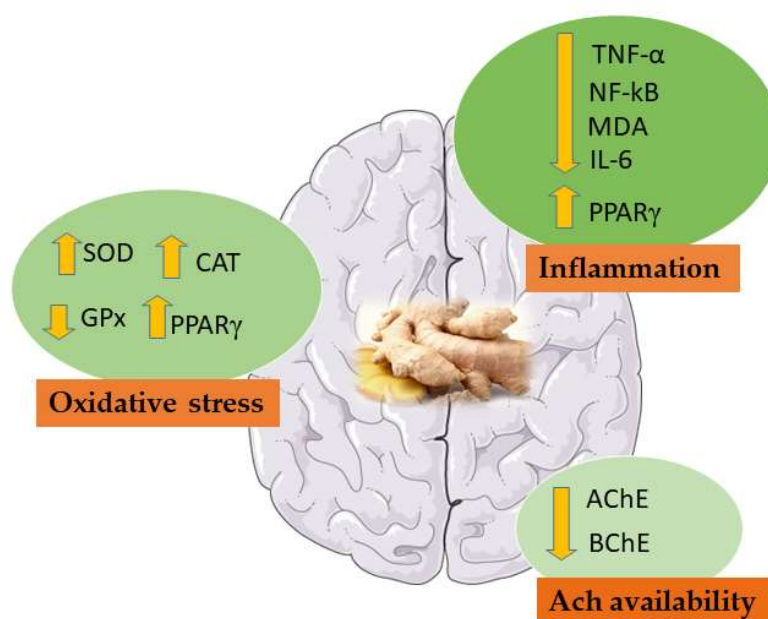 TNF-α
NF-kB
MDA
IL-6
PPARγ
Inflammation
SOD CAT
GPx PPARγ
Oxidative stress
AChE
BChE
Ach availability